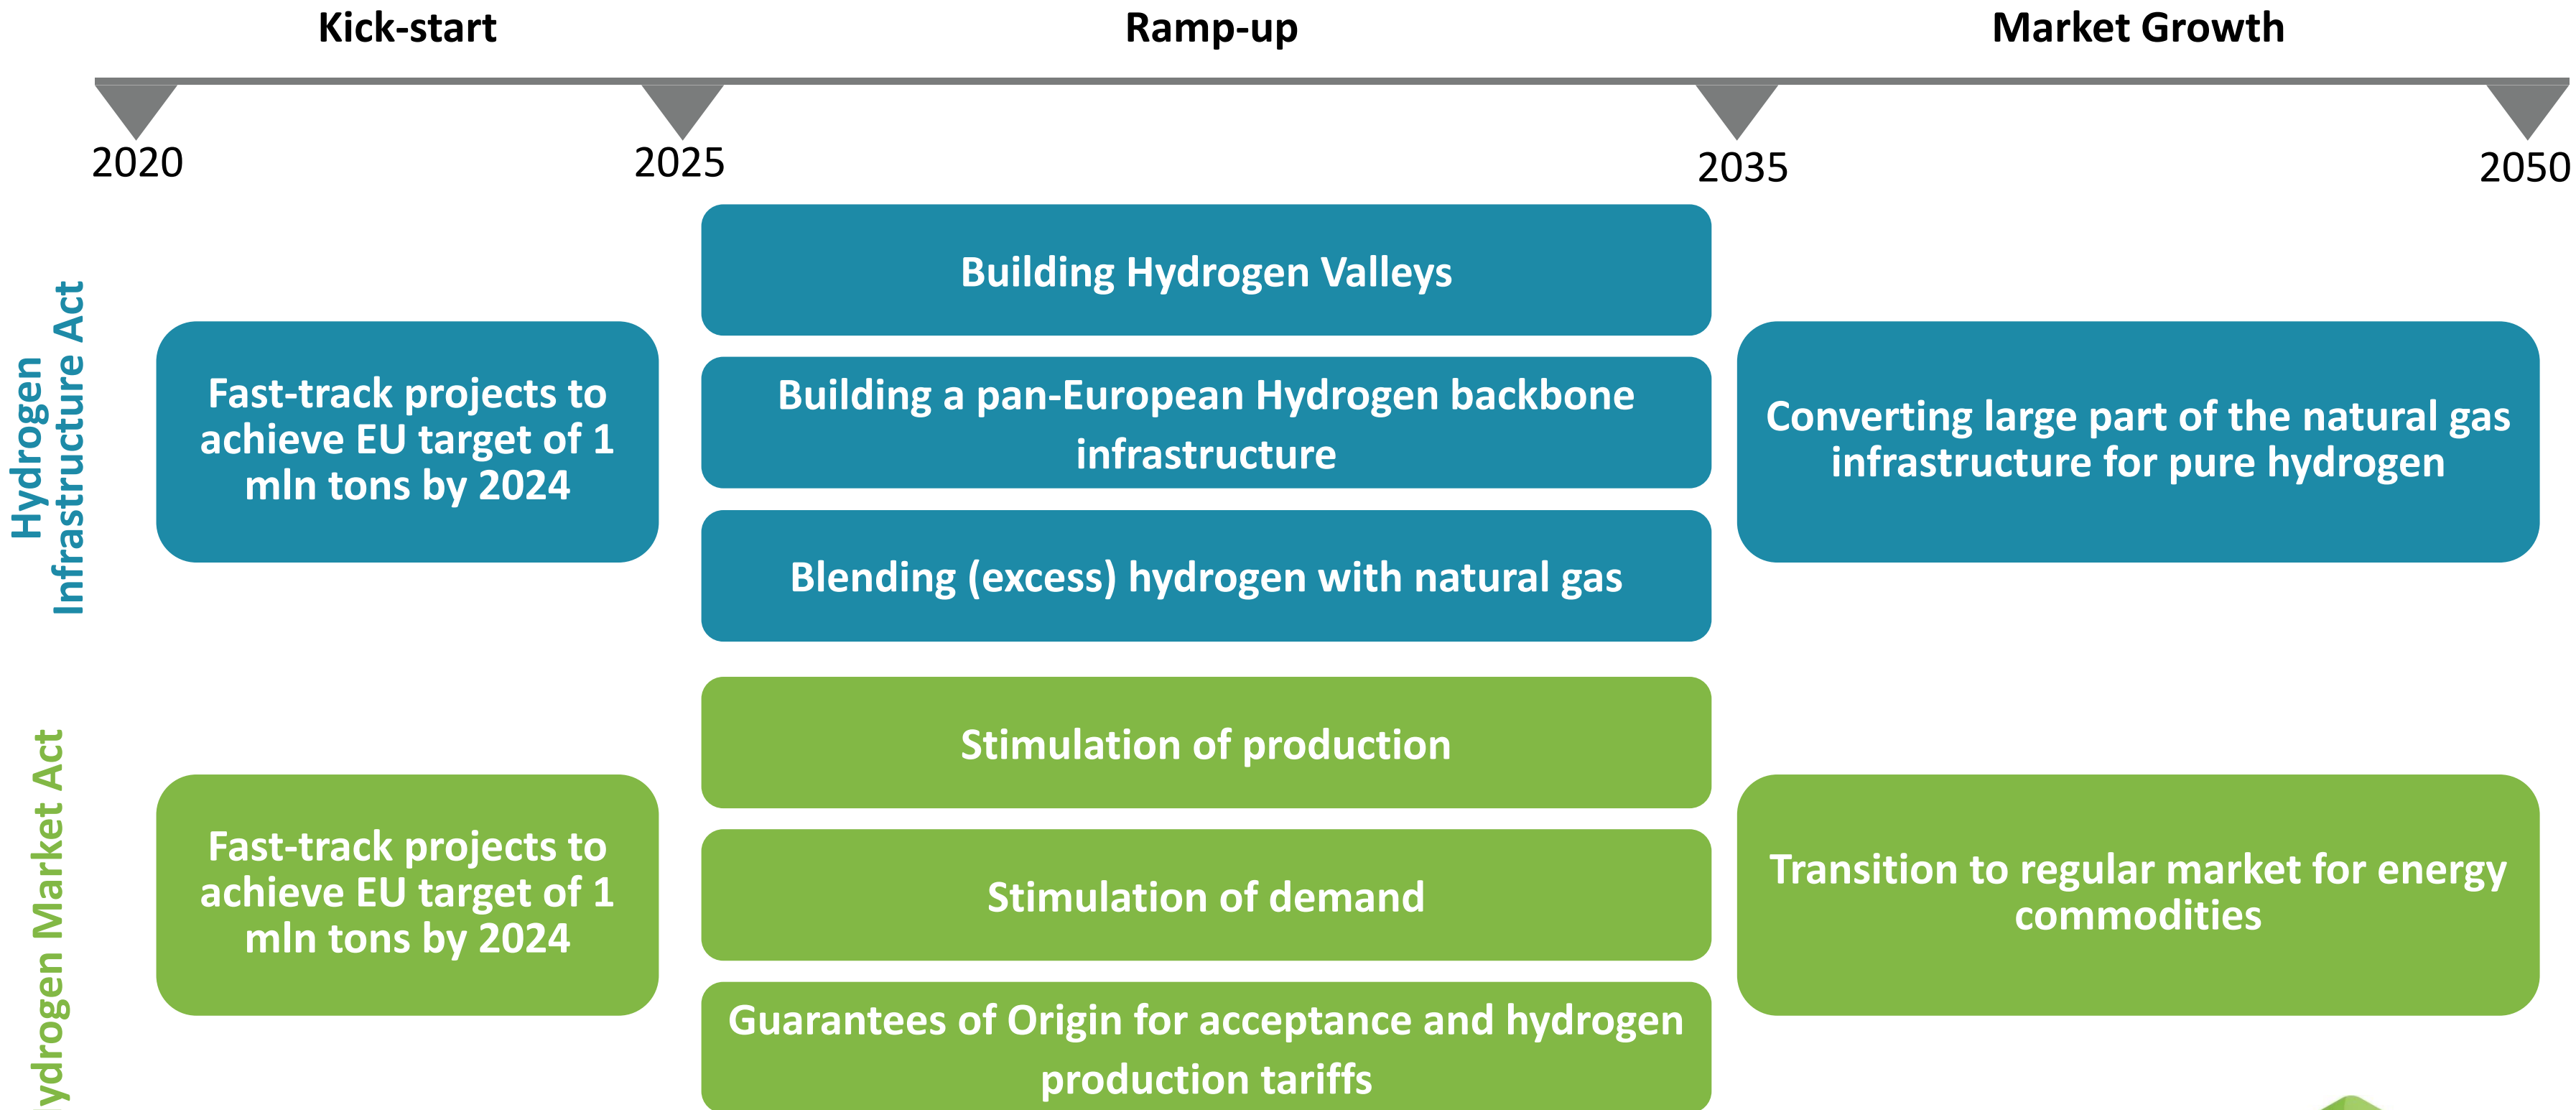 Kick-start
Ramp-up
Market Growth
2020
2025
2035
2050
Hydrogen
Infrastructure Act
Fast-track projects to
achieve EU target of 1
mln tons by 2024
Building Hydrogen Valleys
Building a pan-European Hydrogen backbone
infrastructure
Blending (excess) hydrogen with natural gas
Converting large part of the natural gas
infrastructure for pure hydrogen
ydrogen Market Act
Fast-track projects to
achieve EU target of 1
mln tons by 2024
Stimulation of production
Stimulation of demand
Guarantees of Origin for acceptance and hydrogen
production tariffs
Transition to regular market for energy
commodities